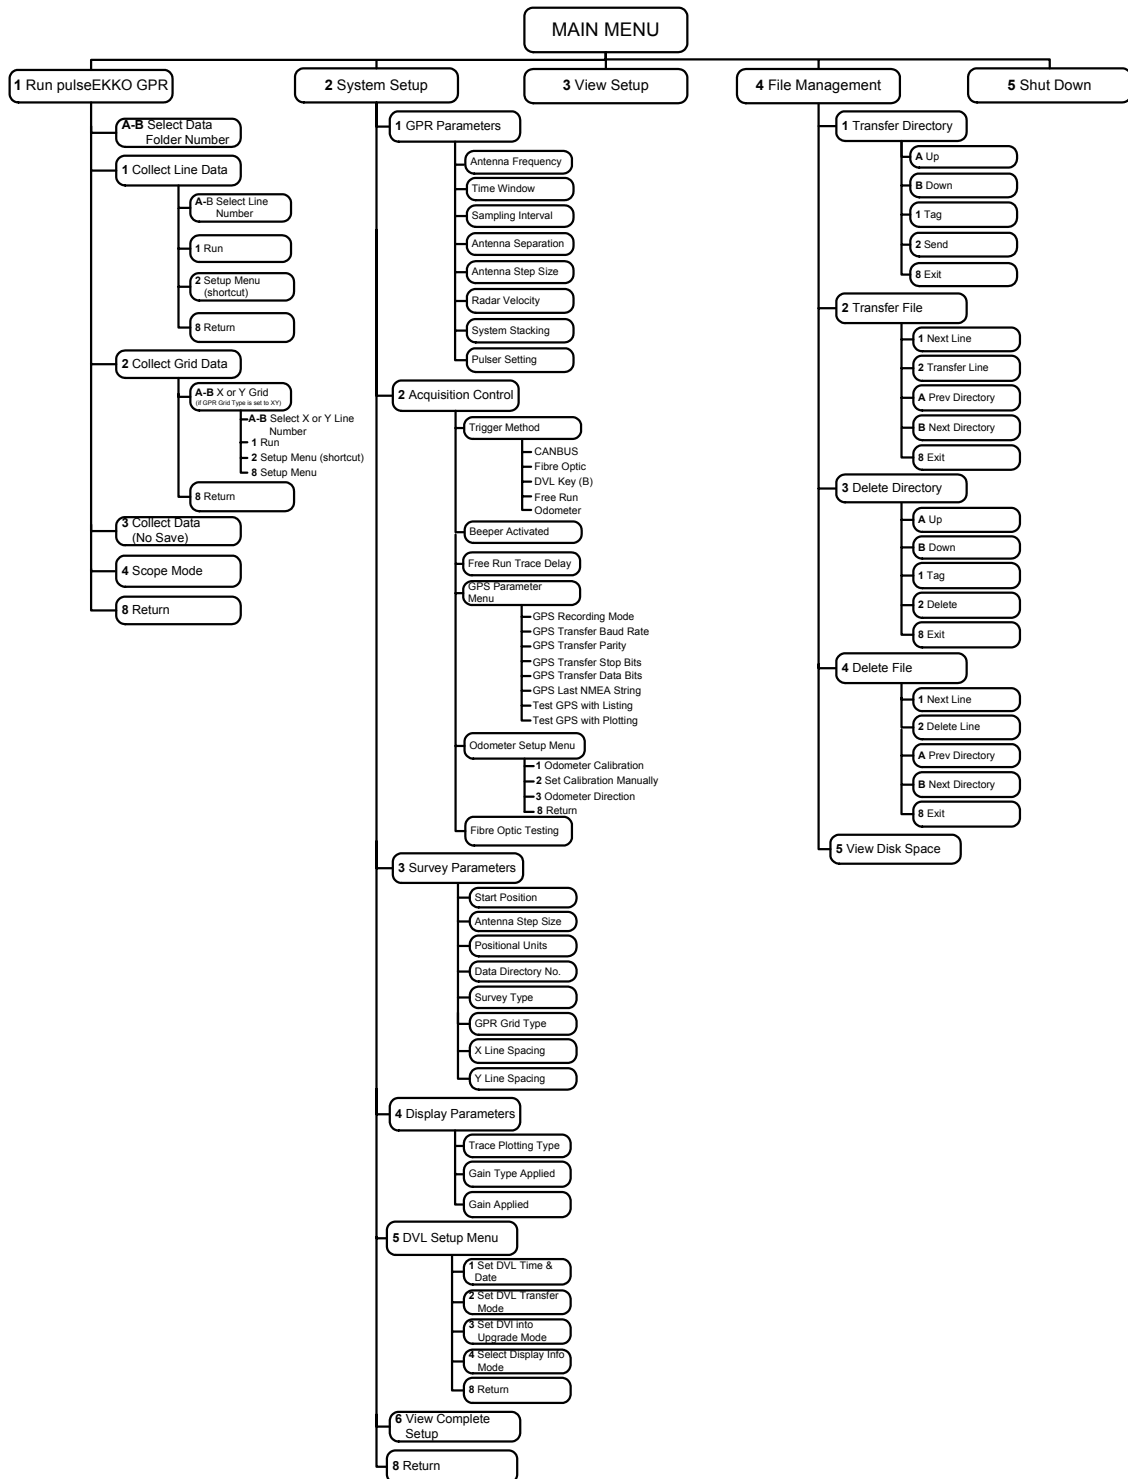 MAIN MENU
1 Run pulseEKKO GPR
A-B Select Data
Folder Number
1 Collect Line Data
A-B Select Line
Number
1 Run
2 Setup Menu
(shortcut)
8 Return
2 Collect Grid Data
A-B X or Y Grid
(if GPR Grid Type is set to XY)
A-B Select X or Y Line
Number
1 Run
2 Setup Menu (shortcut)
8 Setup Menu
8 Return
3 Collect Data
(No Save)
4 Scope Mode
8 Return
2 System Setup
1 GPR Parameters
Antenna Frequency
Time Window
Sampling Interval
Antenna Separation
Antenna Step Size
Radar Velocity
System Stacking
Pulser Setting
2 Acquisition Control
Trigger Method
CANBUS
Fibre Optic
DVL Key (B)
Free Run
Odometer
Beeper Activated
Free Run Trace Delay
GPS Parameter
Menu
GPS Recording Mode
GPS Transfer Baud Rate
GPS Transfer Parity
GPS Transfer Stop Bits
GPS Transfer Data Bits
GPS Last NMEA String
Test GPS with Listing
Test GPS with Plotting
Odometer Setup Menu
1 Odometer Calibration
2 Set Calibration Manually
3 Odometer Direction
8 Return
Fibre Optic Testing
3 Survey Parameters
Start Position
Antenna Step Size
Positional Units
Data Directory No.
Survey Type
GPR Grid Type
X Line Spacing
Y Line Spacing
4 Display Parameters
Trace Plotting Type
Gain Type Applied
Gain Applied
5 DVL Setup Menu
1 Set DVL Time &
Date
2 Set DVL Transfer
Mode
3 Set DVl into
Upgrade Mode
4 Select Display Info
Mode
8 Return
6 View Complete
Setup
8 Return
3 View Setup
4 File Management
1 Transfer Directory
A Up
B Down
1 Tag
2 Send
8 Exit
2 Transfer File
1 Next Line
2 Transfer Line
A Prev Directory
B Next Directory
8 Exit
3 Delete Directory
A Up
B Down
1 Tag
2 Delete
8 Exit
4 Delete File
1 Next Line
2 Delete Line
A Prev Directory
B Next Directory
8 Exit
5 View Disk Space
5 Shut Down